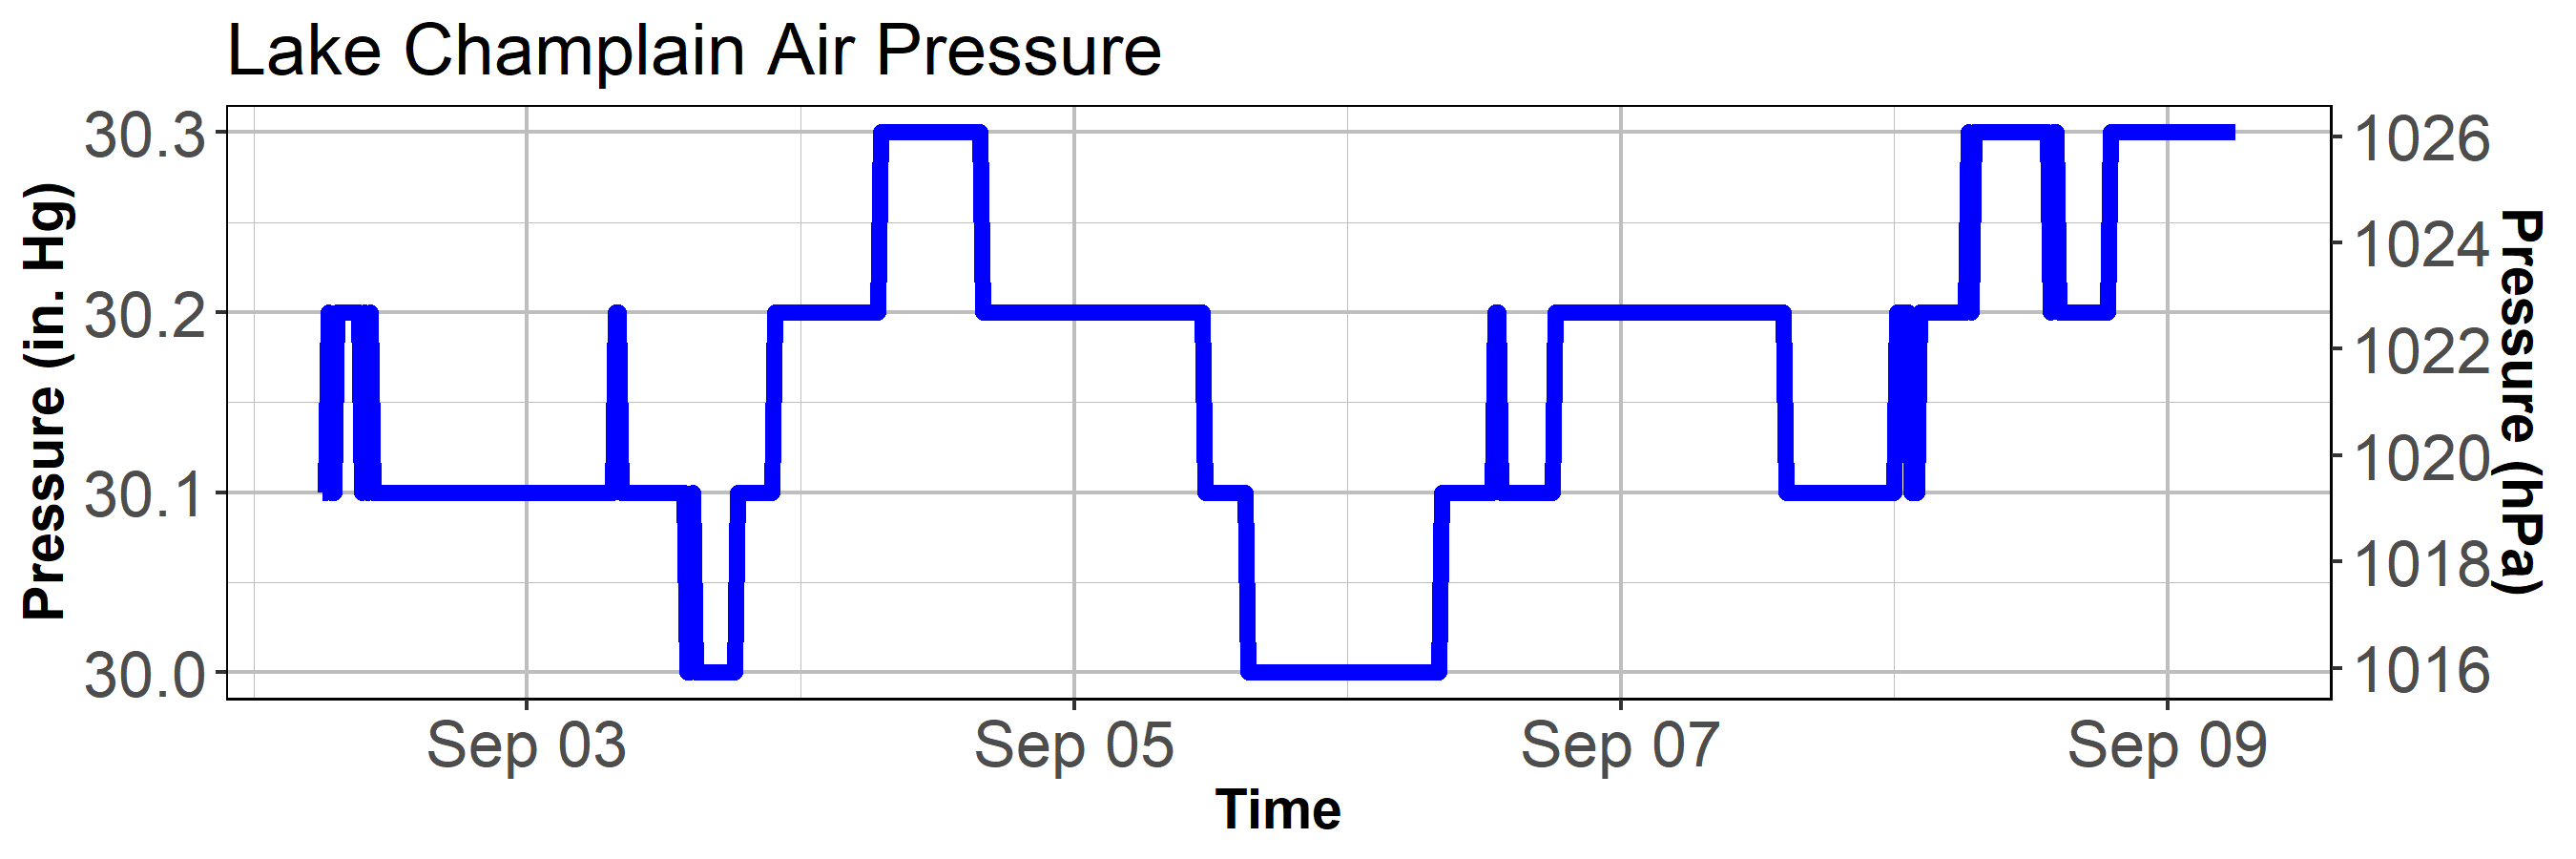 Lake Champlain Air Pressure
Pressure (in. Hg)
30.3
30.2
30.1
30.0
1026
1024
1022
1020
1018
1016
Pressure (hPa)
Sep 03 Sep 05 Sep 07 Sep 09
Time